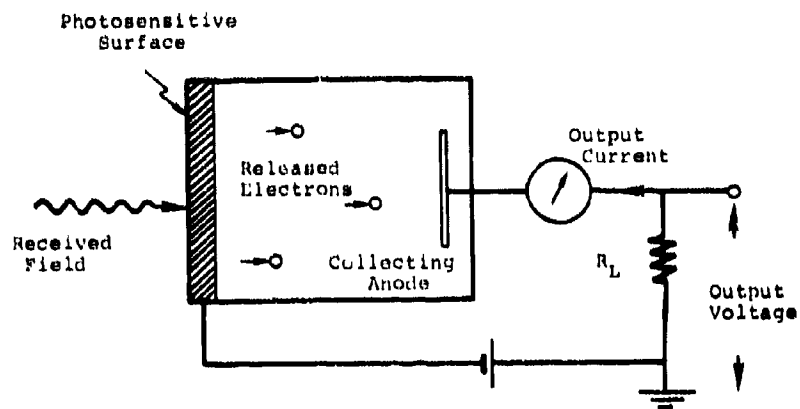 Photosensitive
Surface
Output
Current
Released
Electrons
Received
Field
Collecting
Anode
R_L
Output
Voltage